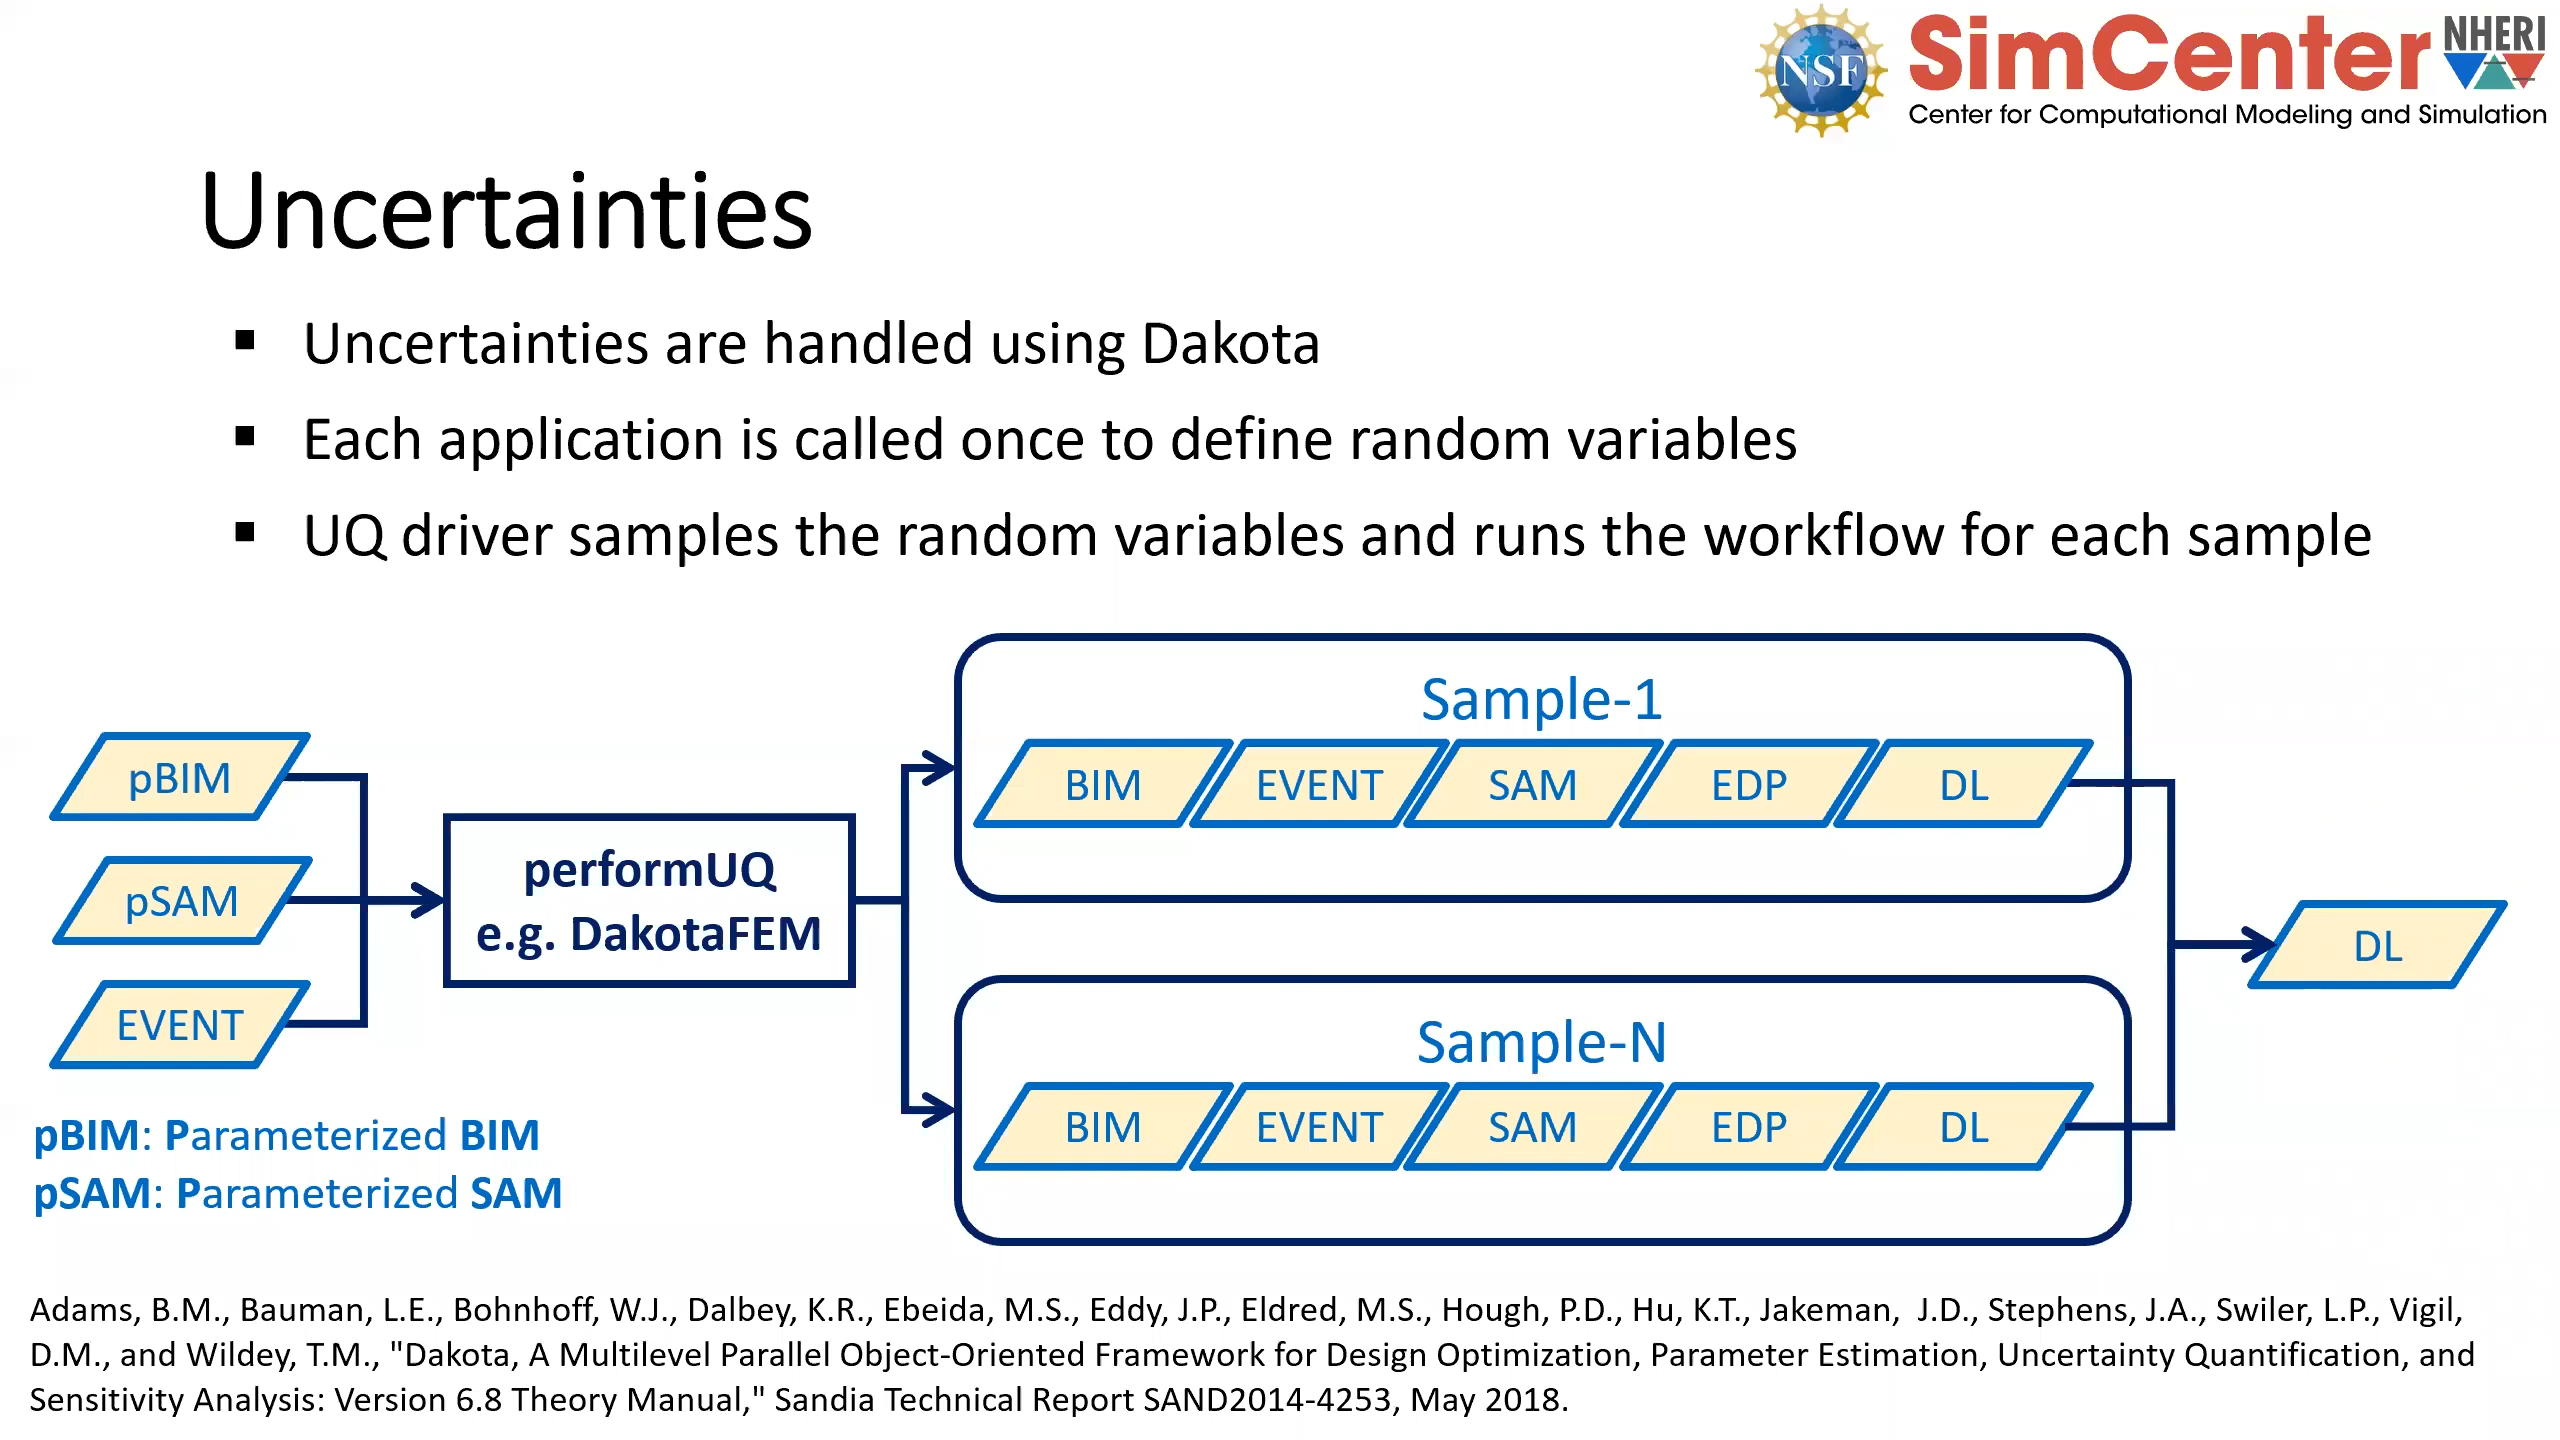 NSF
SimCenter
NHERI
Center for Computational Modeling and Simulation
Uncertainties
▪ Uncertainties are handled using Dakota
▪ Each application is called once to define random variables
▪ UQ driver samples the random variables and runs the workflow for each sample
pBIM
pSAM
EVENT
performUQ
e.g. DakotaFEM
Sample-1
BIM
EVENT
SAM
EDP
DL
Sample-N
BIM
EVENT
SAM
EDP
DL
DL
pBIM: Parameterized BIM
pSAM: Parameterized SAM
Adams, B.M., Bauman, L.E., Bohnhoff, W.J., Dalbey, K.R., Ebeida, M.S., Eddy, J.P., Eldred, M.S., Hough, P.D., Hu, K.T., Jakeman, J.D., Stephens, J.A., Swiler, L.P., Vigil,
D.M., and Wildey, T.M., "Dakota, A Multilevel Parallel Object-Oriented Framework for Design Optimization, Parameter Estimation, Uncertainty Quantification, and
Sensitivity Analysis: Version 6.8 Theory Manual," Sandia Technical Report SAND2014-4253, May 2018.